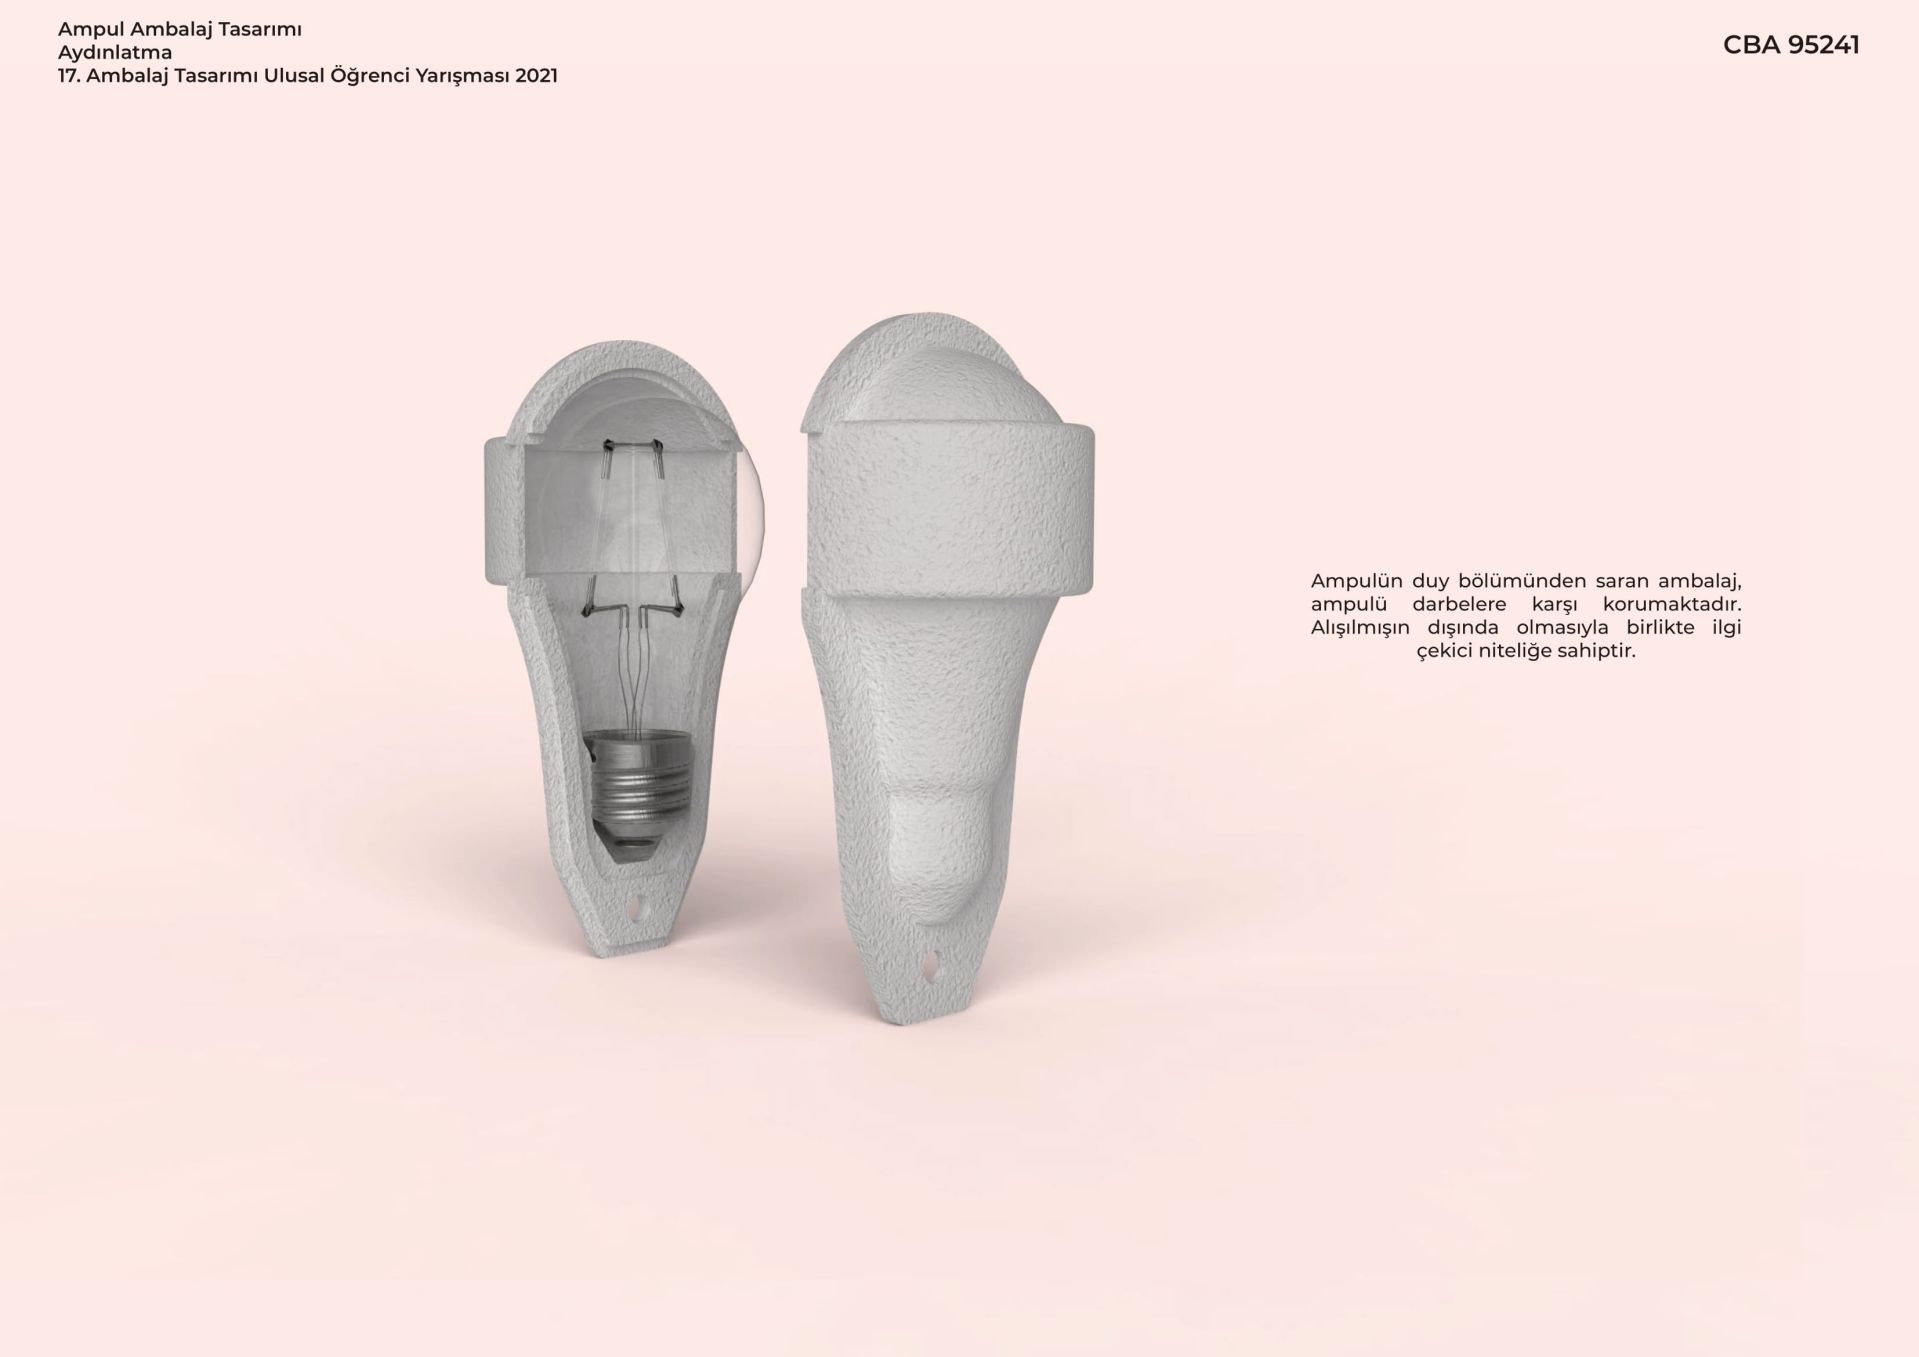 Ampul Ambalaj Tasarımı
Aydınlatma
17. Ambalaj Tasarımı Ulusal Öğrenci Yarışması 2021
CBA 95241
Ampulün duy bölümünden saran ambalaj,
ampulü darbelere karşı korumaktadır.
Alışılmışın dışında olmasıyla birlikte ilgi
çekici niteliğe sahiptir.